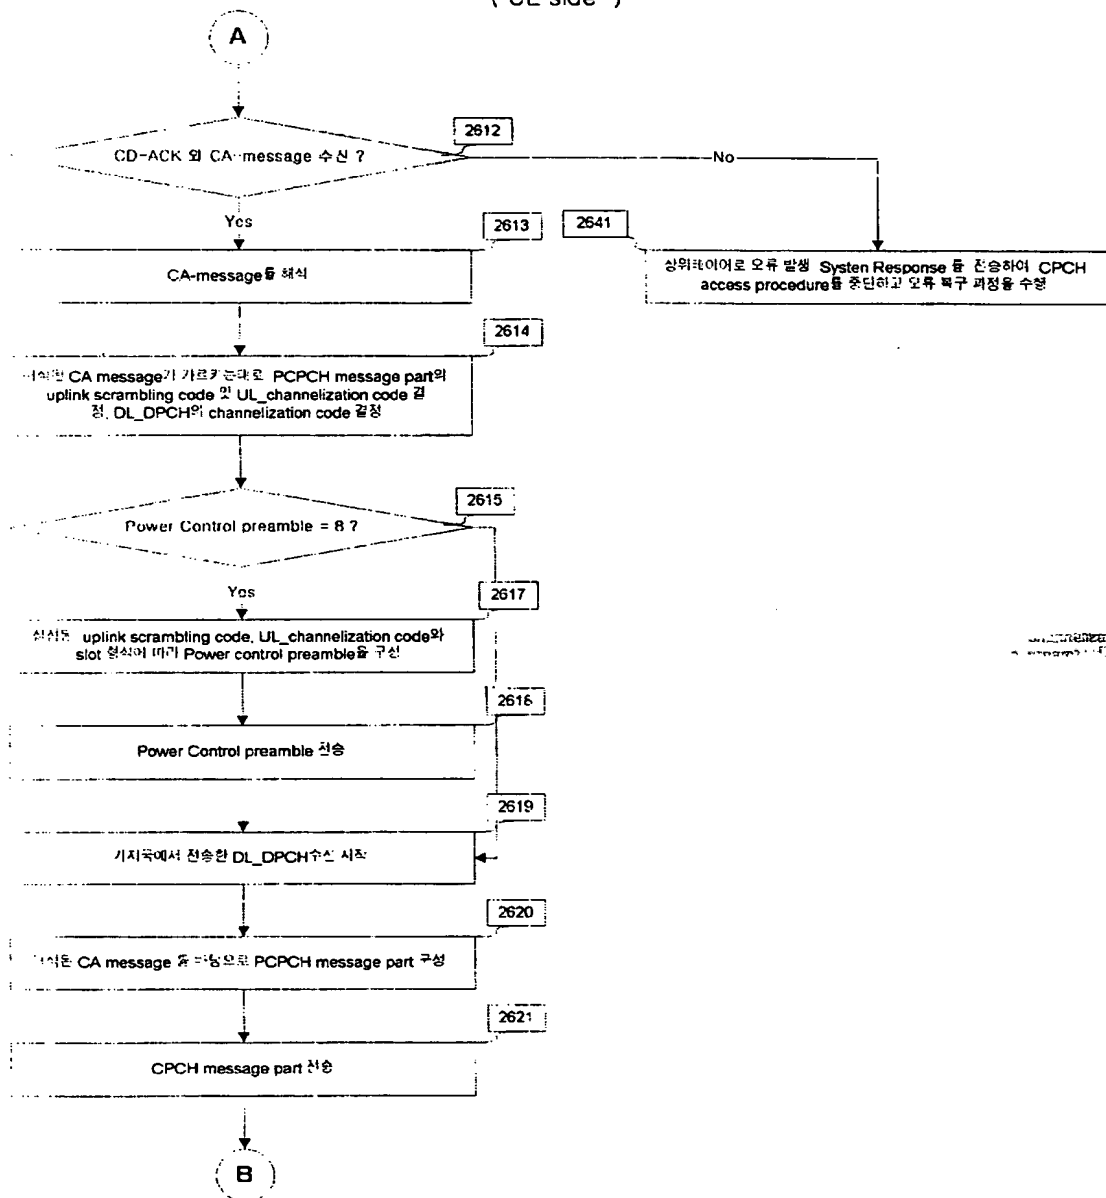 ( UE side )
A
2612
CD-ACK 와 CA-message 수신 ?
No
Yes
2613
2641
CA-message를 해석
상위레이어로 오류 발생 Systen Response 를 전송하여 CPCH
access procedure를 중단하고 오류 복구 과정을 수행
2614
CA message가 가르키는대로 PCPCH message part의
uplink scrambling code 및 UL_channelization code 결
정, DL_DPCH의 channelization code 결정
2615
Power Control preamble = 8 ?
Yes
2617
uplink scrambling code, UL_channelization code와
slot 형식에 따라 Power control preamble을 구성
2618
Power Control preamble 전송
2619
기지국에서 전송한 DL_DPCH수신 시작
2620
CA message 를 바탕으로 PCPCH message part 구성
2621
CPCH message part 전송
B